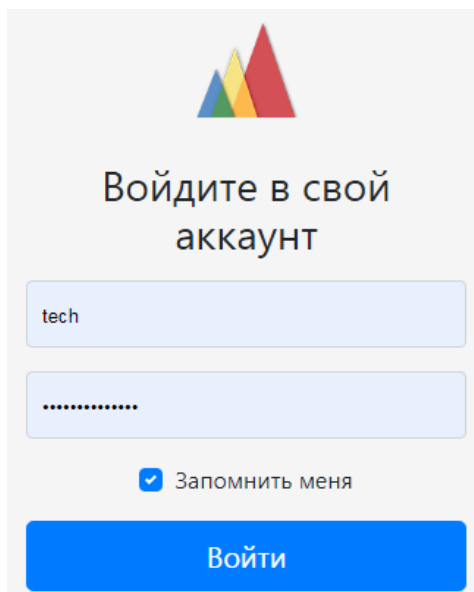 Войдите в свой
аккаунт
tech
••••••••••••••
Запомнить меня
Войти